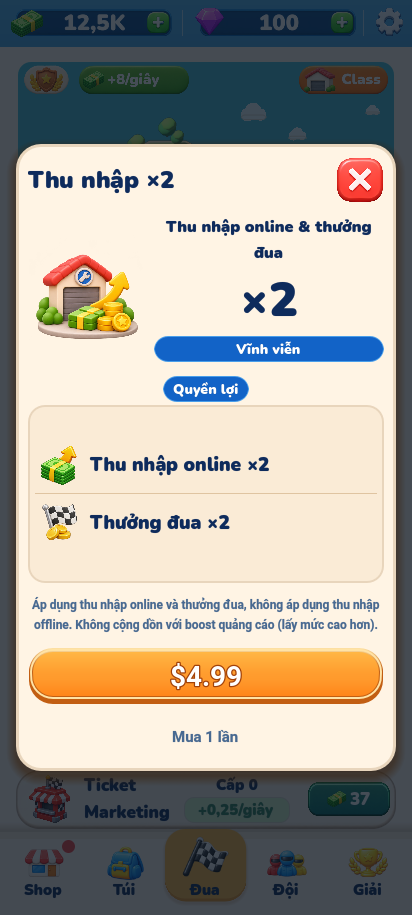 12,5K
100
+8/giây
Class
Thu nhập ×2
Thu nhập online & thưởng
đua
×2
Vĩnh viễn
Quyền lợi
Thu nhập online ×2
Thưởng đua ×2
Áp dụng thu nhập online và thưởng đua, không áp dụng thu nhập
offline. Không cộng dồn với boost quảng cáo (lấy mức cao hơn).
$4.99
Mua 1 lần
Ticket
Marketing
Cấp 0
+0,25/giây
37
Shop
Túi
Đua
Đội
Giải